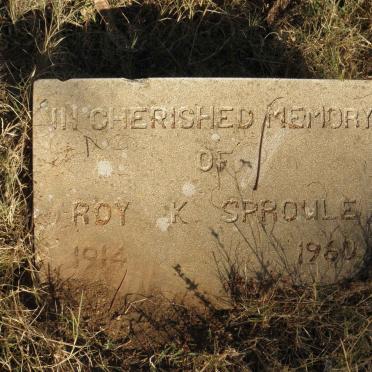 IN CHERISHED MEMORY
OF
ROY K SPROULE
1914 1960